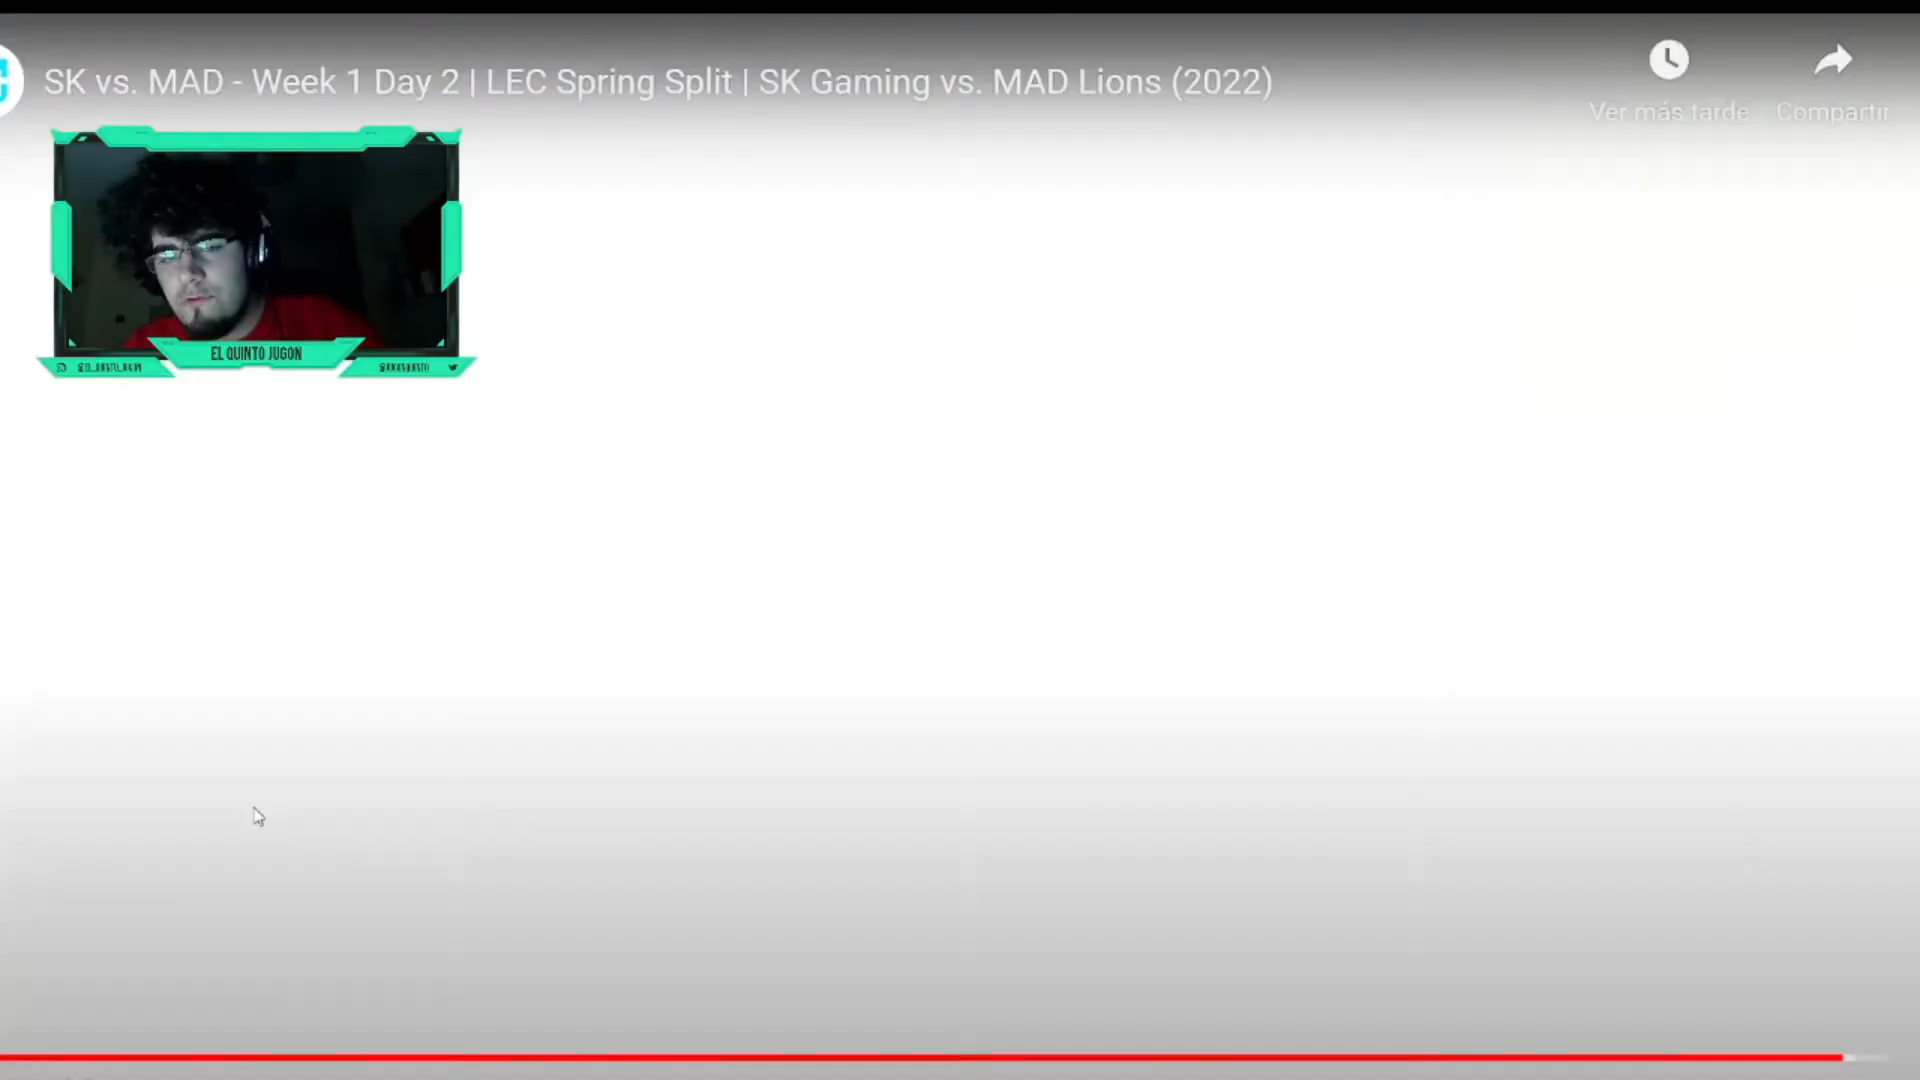 SK vs. MAD - Week 1 Day 2 | LEC Spring Split | SK Gaming vs. MAD Lions (2022)
Ver más tarde
Compartir
EL QUINTO JUGON
@EL_QUINTO_JUGON